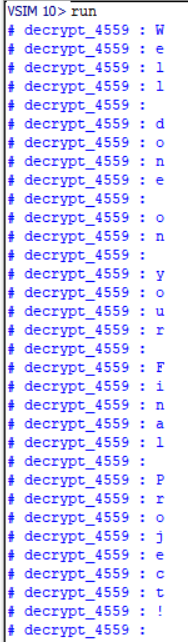 VSIM 10> run
# decrypt_4559 : W
# decrypt_4559 : e
# decrypt_4559 : l
# decrypt_4559 : l
# decrypt_4559 :
# decrypt_4559 : d
# decrypt_4559 : o
# decrypt_4559 : n
# decrypt_4559 : e
# decrypt_4559 :
# decrypt_4559 : o
# decrypt_4559 : n
# decrypt_4559 :
# decrypt_4559 : y
# decrypt_4559 : o
# decrypt_4559 : u
# decrypt_4559 : r
# decrypt_4559 :
# decrypt_4559 : F
# decrypt_4559 : i
# decrypt_4559 : n
# decrypt_4559 : a
# decrypt_4559 : l
# decrypt_4559 :
# decrypt_4559 : P
# decrypt_4559 : r
# decrypt_4559 : o
# decrypt_4559 : j
# decrypt_4559 : e
# decrypt_4559 : c
# decrypt_4559 : t
# decrypt_4559 : !
# decrypt_4559 :